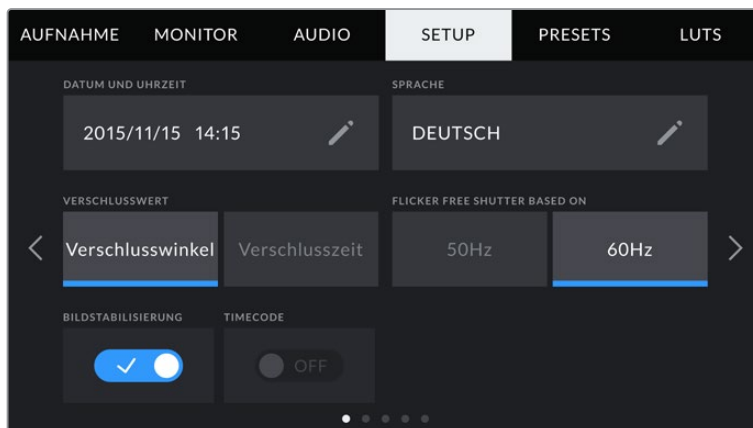 AUFNAHME MONITOR AUDIO SETUP PRESETS LUTS
DATUM UND UHRZEIT SPRACHE
2015/11/15 14:15 DEUTSCH
VERSCHLUSSWERT FLICKER FREE SHUTTER BASED ON
Verschlusswinkel Verschlusszeit 50Hz 60Hz
BILDSTABILISIERUNG TIMECODE
OFF